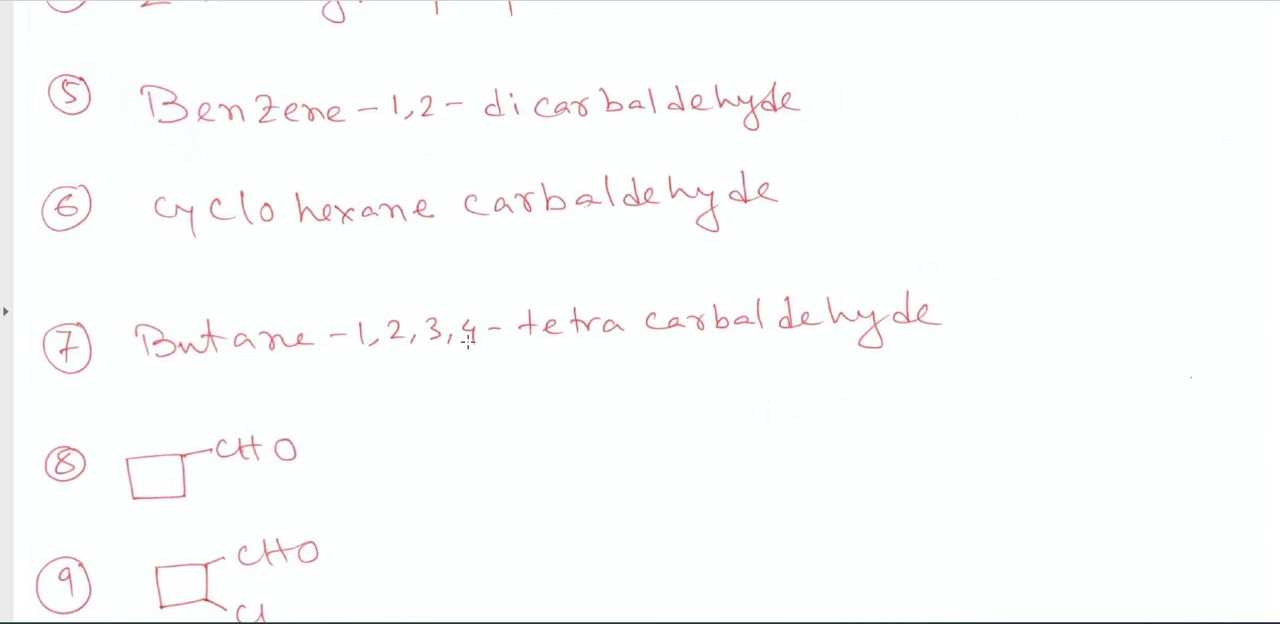 ⑤ Benzene-1,2-dicarbaldehyde
⑥ cyclohexane carbaldehyde
⑦ Butane-1,2,3,4-tetra carbaldehyde
⑧ CHO
⑨ CHO
Cl